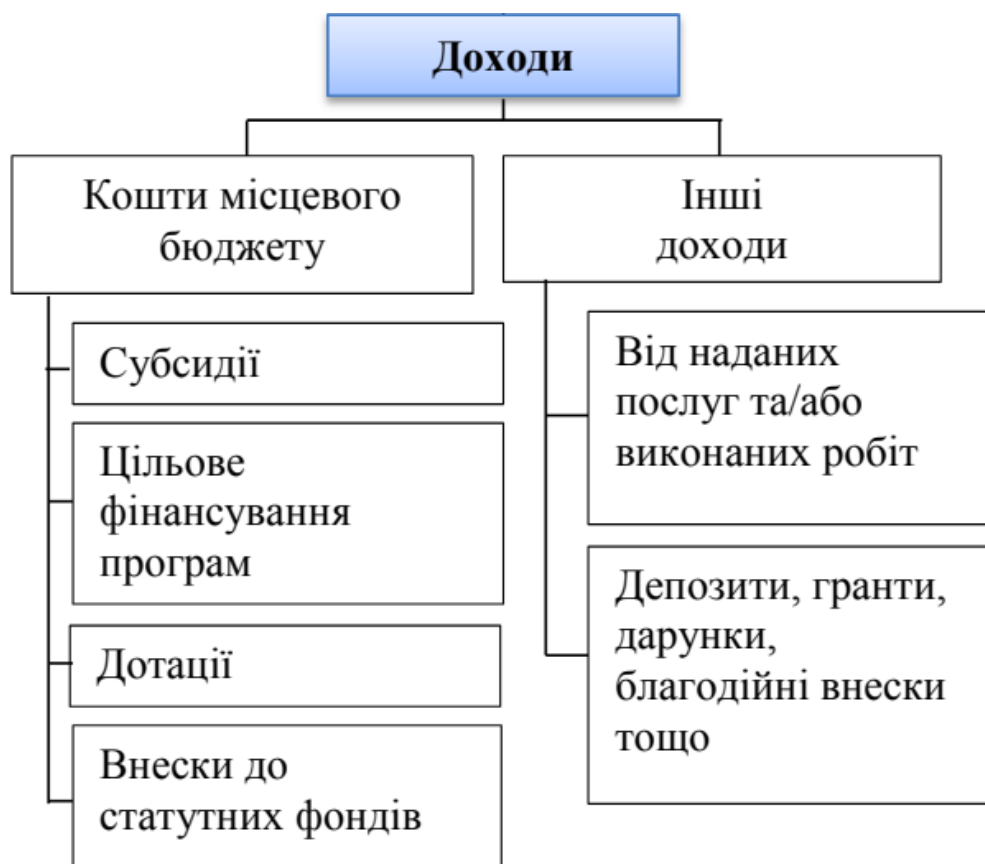 Доходи
Кошти місцевого
бюджету
Субсидії
Цільове
фінансування
програм
Дотації
Внески до
статутних фондів
Інші
доходи
Від наданих
послуг та/або
виконаних робіт
Депозити, гранти,
дарунки,
благодійні внески
тощо